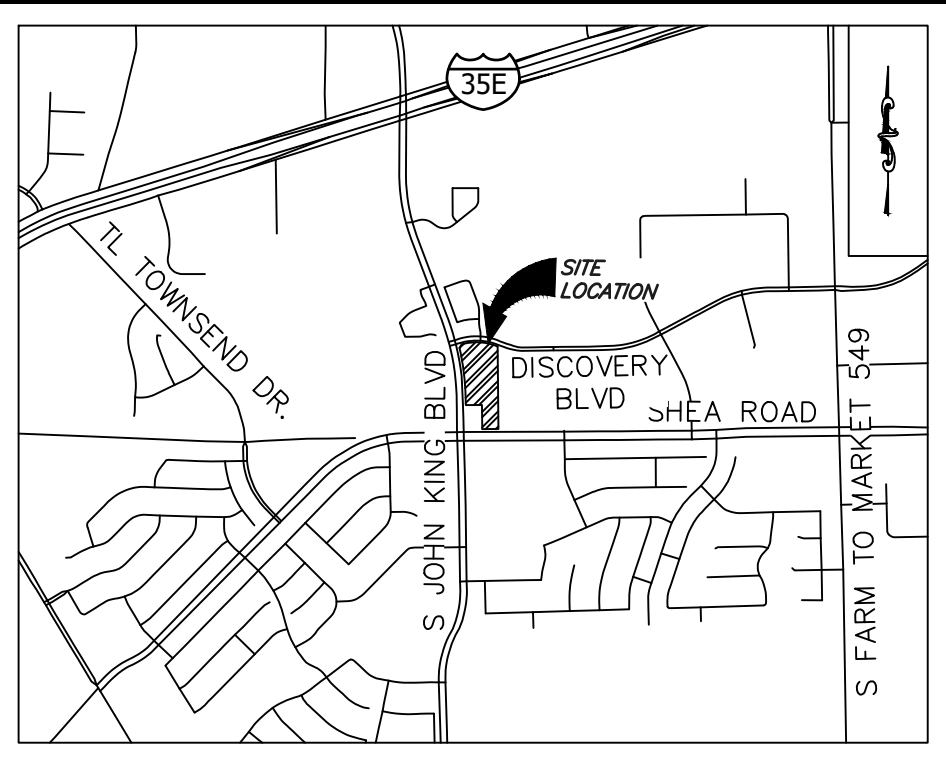 35E
TL TOWNSEND DR.
SITE
LOCATION
DISCOVERY
BLVD
SHEA ROAD
S JOHN KING BLVD
S FARM TO MARKET 549